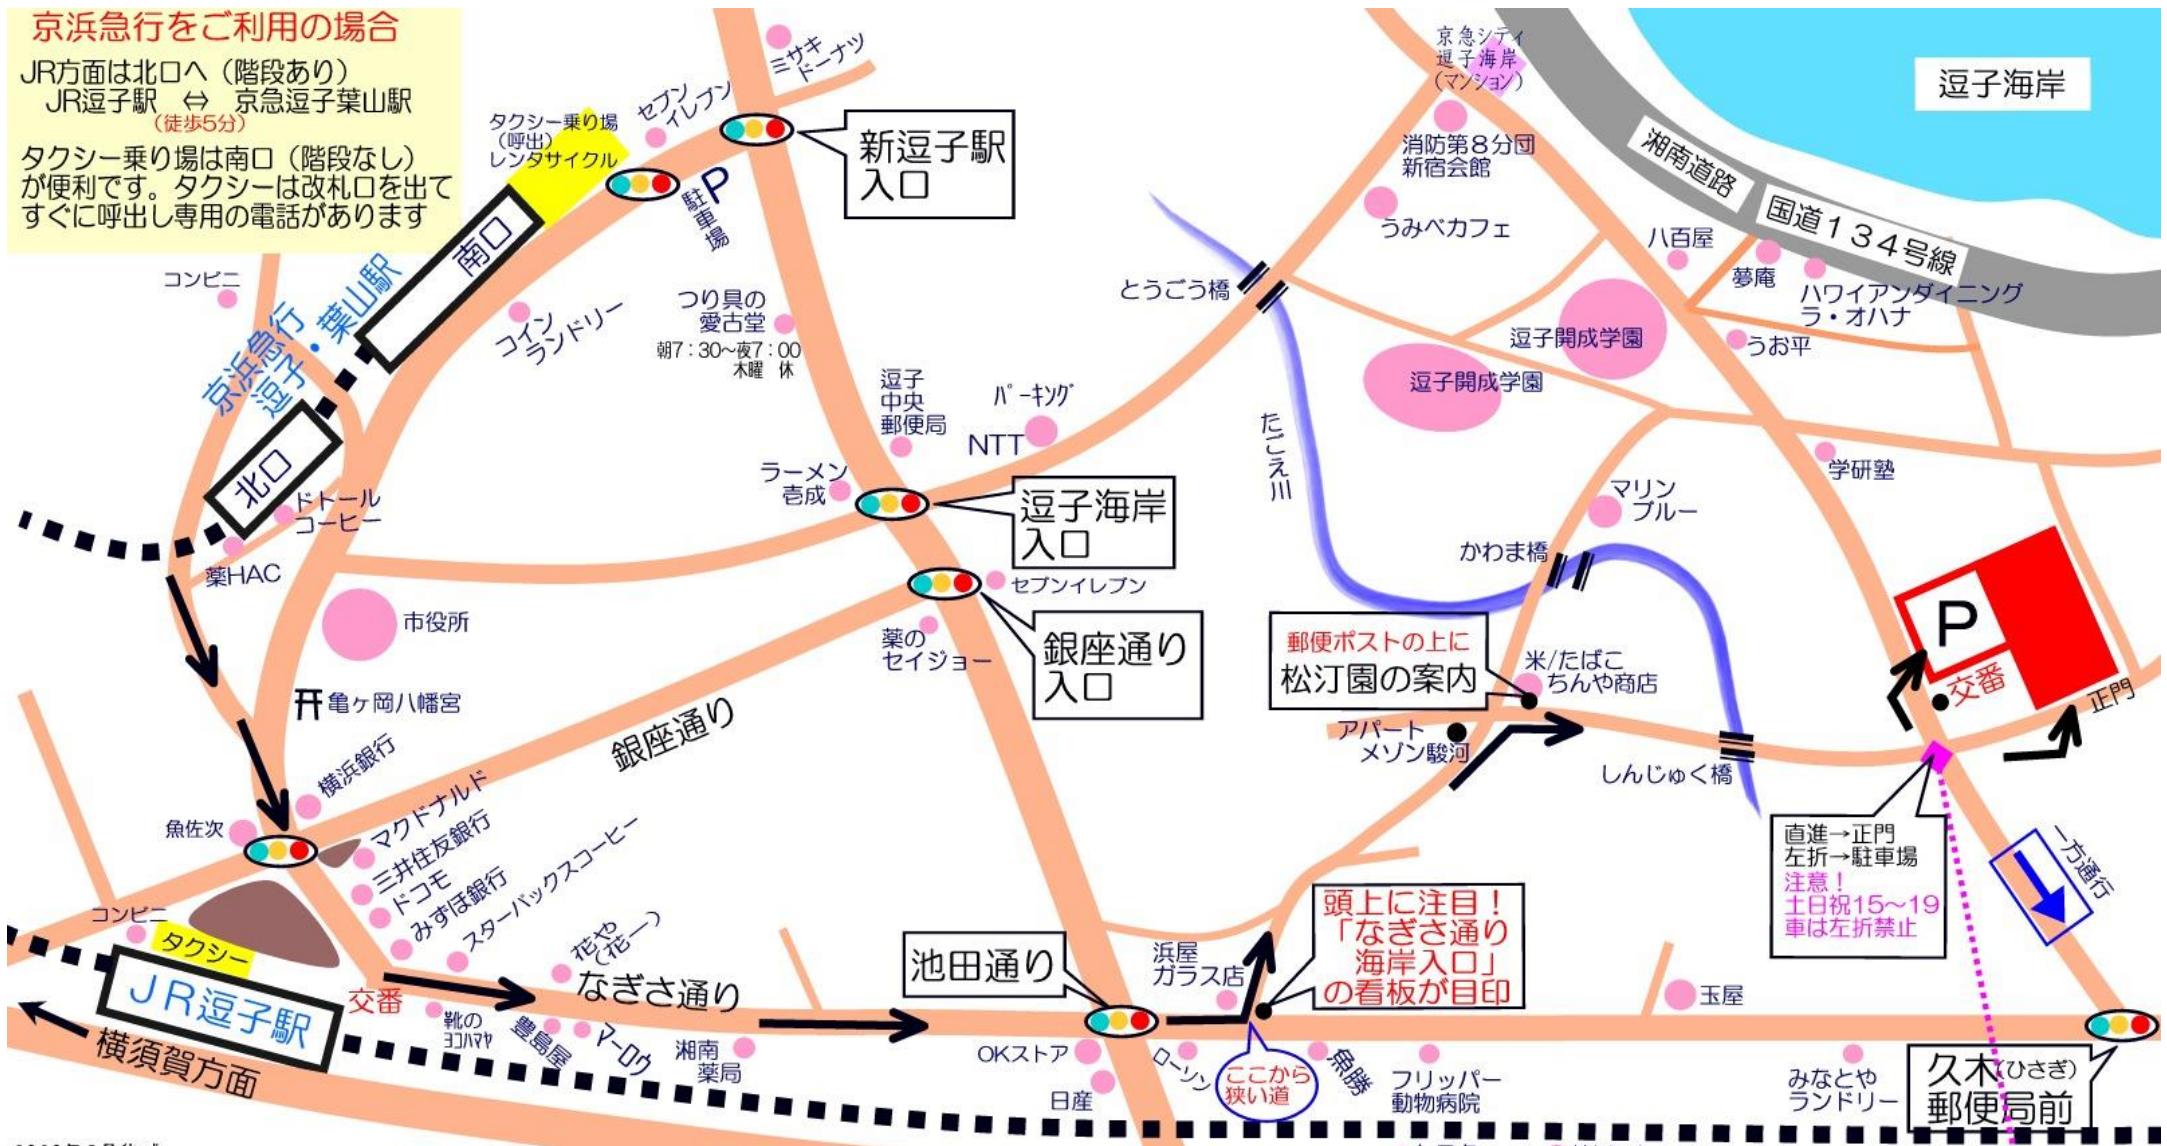 京浜急行をご利用の場合
JR方面は北口へ（階段あり）
JR逗子駅 ⇔ 京急逗子葉山駅
（徒歩5分）
タクシー乗り場は南口（階段なし）
が便利です。タクシーは改札口を出て
すぐに呼出し専用の電話があります
ミサキ
ドーナツ
セブン
イレブン
タクシー乗り場
（呼出）
レンタサイクル
新逗子駅
入口
P
駐車場
南口
京浜急行
逗子・葉山駅
北口
コンビニ
コイン
ランドリー
つり具の
愛古堂
朝7：30〜夜7：00
木曜 休
逗子
中央
郵便局
パーキング
NTT
ラーメン
壱成
逗子海岸
入口
セブンイレブン
銀座通り
入口
薬の
セイジョー
ドトール
コーヒー
薬HAC
市役所
亀ヶ岡八幡宮
横浜銀行
銀座通り
魚佐次
マクドナルド
三井住友銀行
ドコモ
みずほ銀行
スターバックスコーヒー
花や
（花一）
コンビニ
タクシー
JR逗子駅
横須賀方面
交番
靴の
ヨコハマヤ
豊島屋
マーロウ
なぎさ通り
湘南
薬局
池田通り
OKストア
日産
ローソン
浜屋
ガラス店
ここから
狭い道
頭上に注目！
「なぎさ通り
海岸入口」
の看板が目印
魚勝
フリッパー
動物病院
玉屋
みなとや
ランドリー
久木(ひさぎ)
郵便局前
京急シティ
逗子海岸
（マンション）
消防第８分団
新宿会館
うみべカフェ
とうごう橋
たごえ川
逗子海岸
湘南道路
国道１３４号線
八百屋
夢庵
ハワイアンダイニング
ラ・オハナ
うお平
逗子開成学園
逗子開成学園
学研塾
マリン
ブルー
かわま橋
郵便ポストの上に
松汀園の案内
米/たばこ
ちんや商店
アパート
メゾン駿河
しんじゅく橋
P
交番
正門
直進→正門
左折→駐車場
注意！
土日祝15〜19
車は左折禁止
一方通行